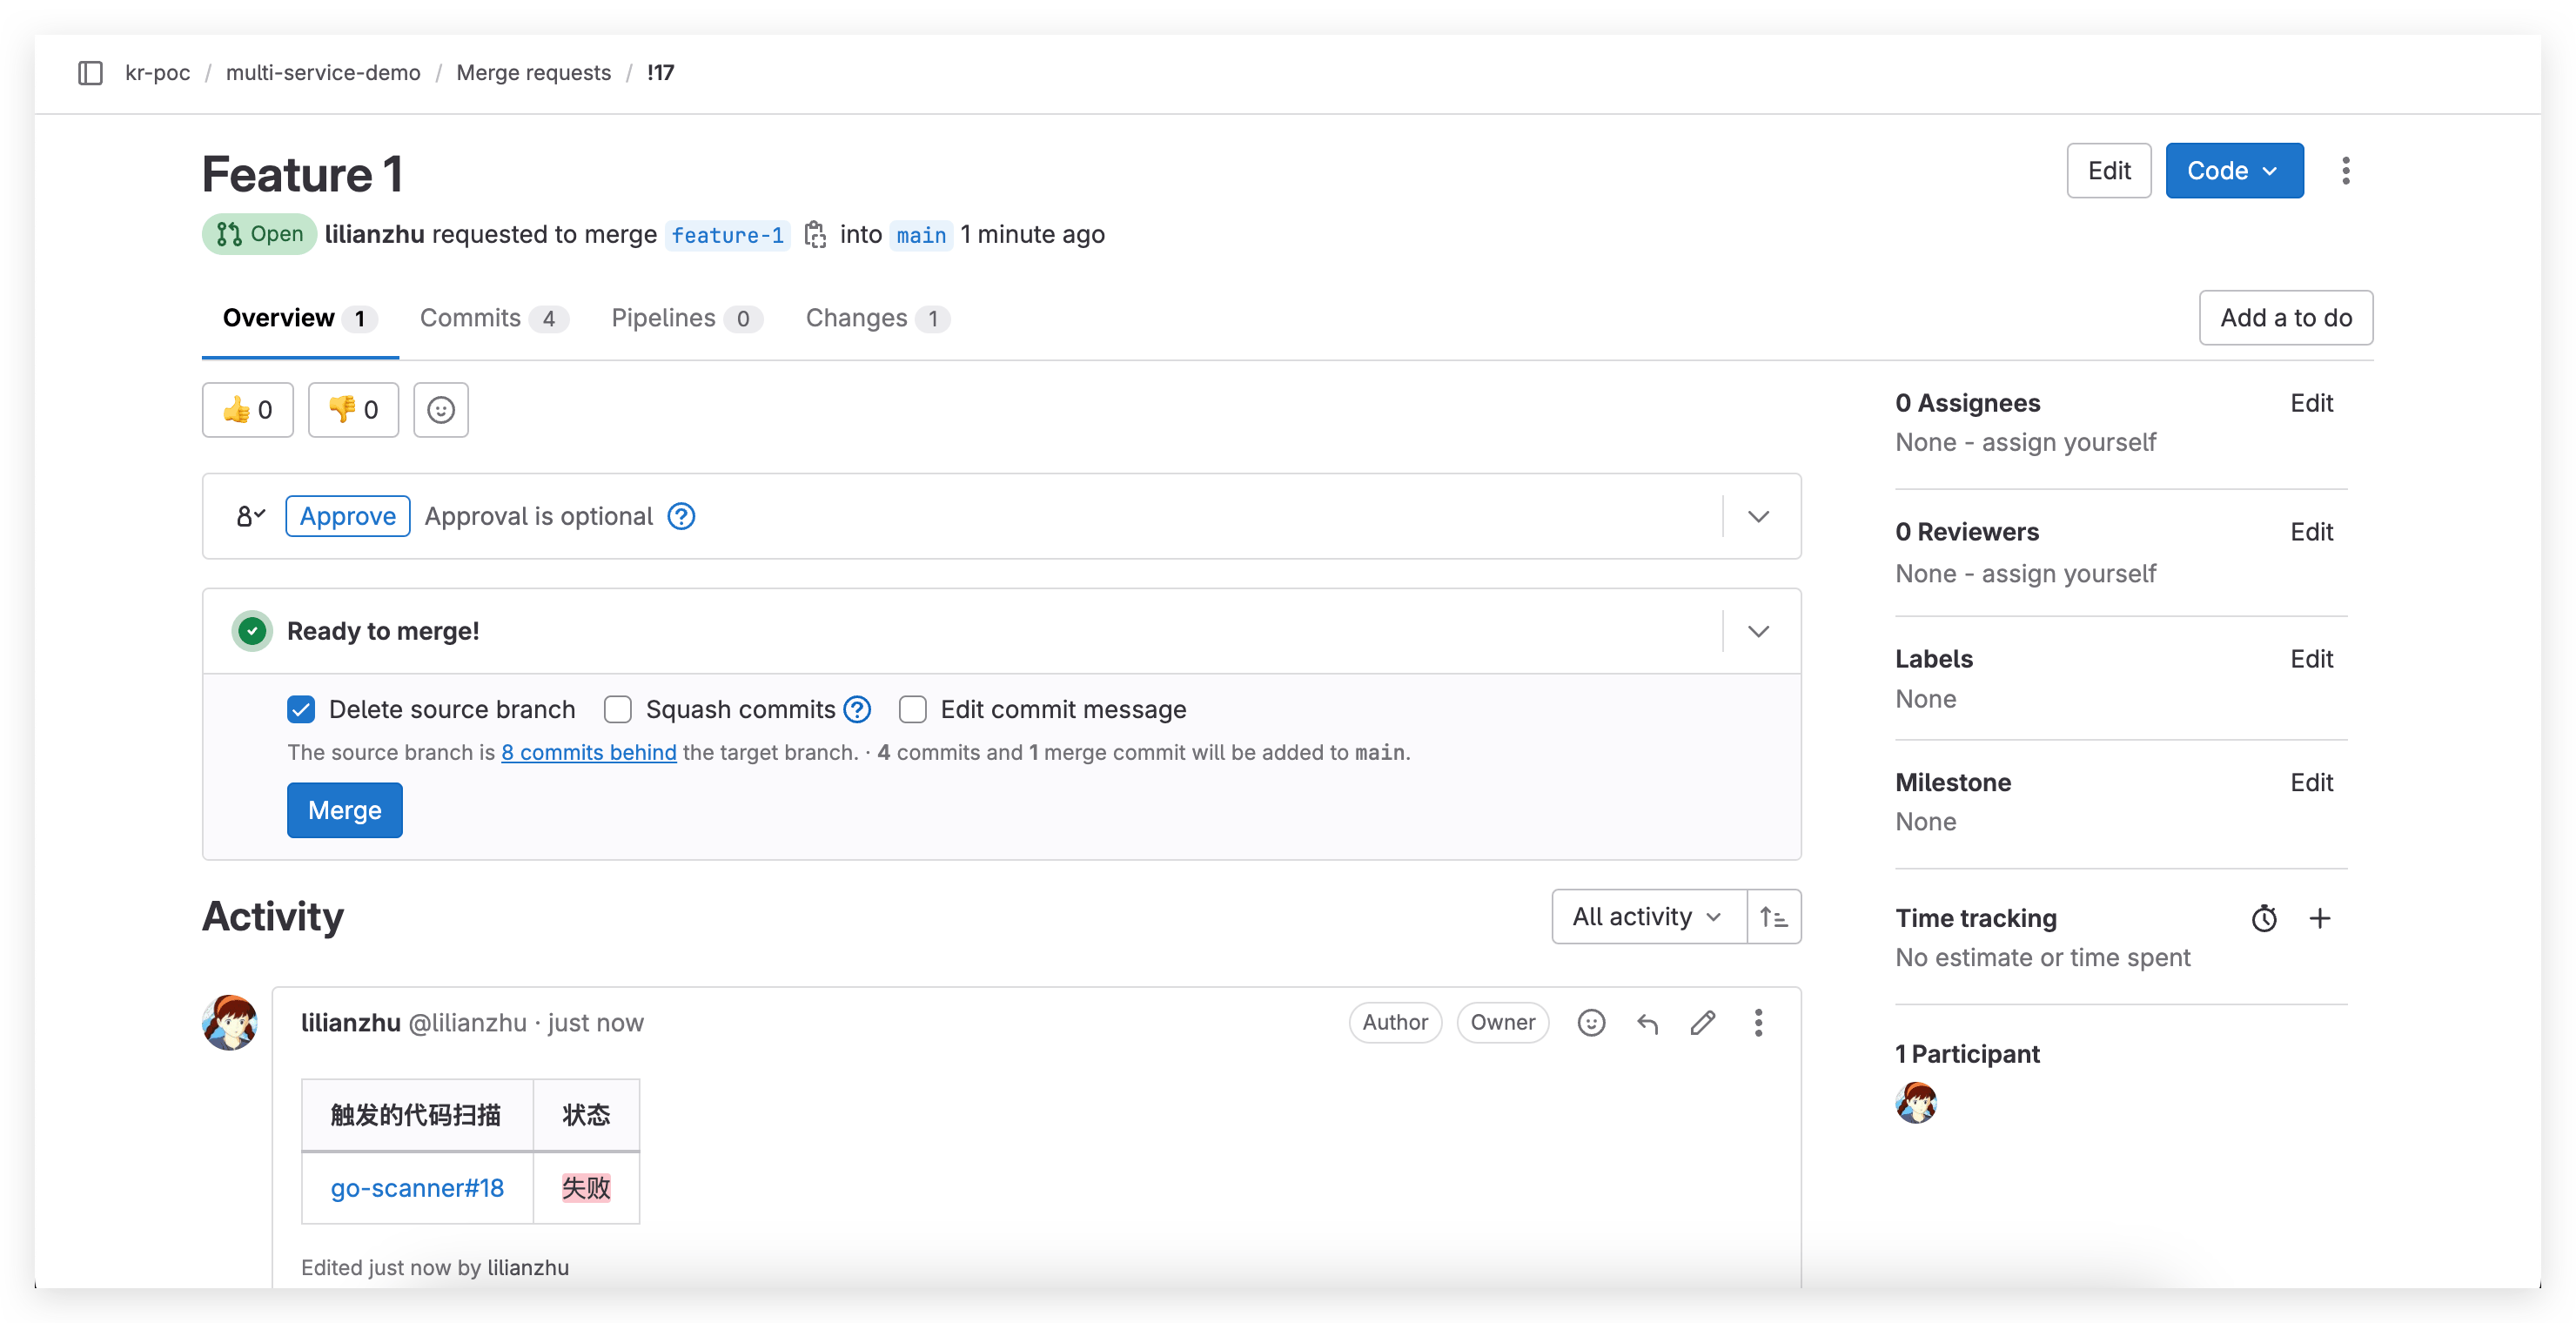 kr-poc / multi-service-demo / Merge requests / !17
Feature 1
Edit
Code
Open lilianzhu requested to merge feature-1 into main 1 minute ago
Overview 1 Commits 4 Pipelines 0 Changes 1
Add a to do
👍 0 👎 0
Approve Approval is optional
Ready to merge!
Delete source branch Squash commits Edit commit message
The source branch is 8 commits behind the target branch. · 4 commits and 1 merge commit will be added to main.
Merge
Activity
All activity
lilianzhu @lilianzhu · just now
Author Owner
触发的代码扫描 状态
go-scanner#18 失败
Edited just now by lilianzhu
0 Assignees Edit
None - assign yourself
0 Reviewers Edit
None - assign yourself
Labels Edit
None
Milestone Edit
None
Time tracking
No estimate or time spent
1 Participant